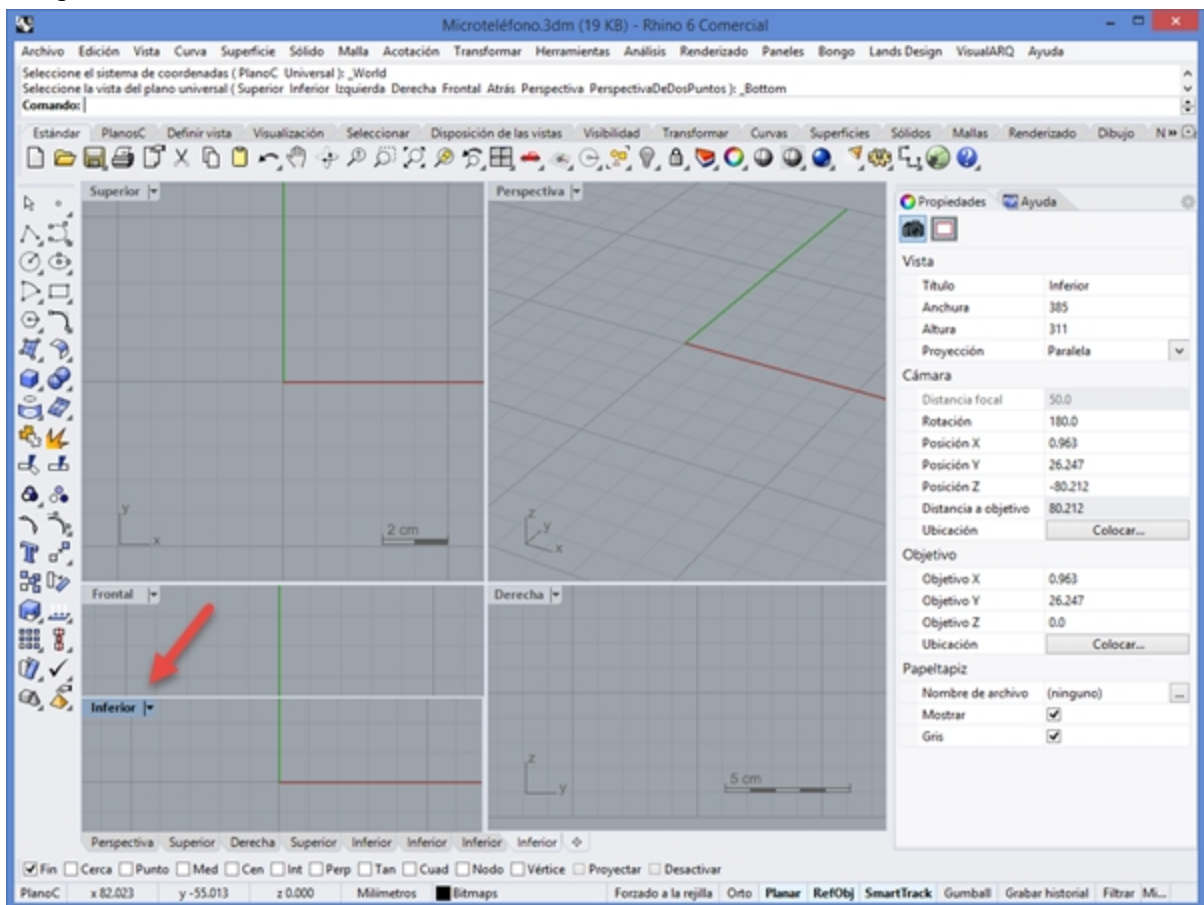 Microteléfono.3dm (19 KB) - Rhino 6 Comercial
Archivo Edición Vista Curva Superficie Sólido Malla Acotación Transformar Herramientas Análisis Renderizado Paneles Bongo Lands Design VisualARQ Ayuda
Seleccione el sistema de coordenadas ( PlanoC Universal ): _World
Seleccione la vista del plano universal ( Superior Inferior Izquierda Derecha Frontal Atrás Perspectiva PerspectivaDeDosPuntos ): _Bottom
Comando:
Estándar PlanosC Definir vista Visualización Seleccionar Disposición de las vistas Visibilidad Transformar Curvas Superficies Sólidos Mallas Renderizado Dibujo N
Superior
Perspectiva
Propiedades Ayuda
Vista
Título Inferior
Anchura 385
Altura 311
Proyección Paralela
Cámara
Distancia focal 50.0
Rotación 180.0
Posición X 0.963
Posición Y 26.247
Posición Z -80.212
Distancia a objetivo 80.212
Ubicación Colocar...
Objetivo
Objetivo X 0.963
Objetivo Y 26.247
Objetivo Z 0.0
Ubicación Colocar...
Papeltapiz
Nombre de archivo (ninguno) ...
Mostrar
Gris
y
x
2 cm
z
y
x
Frontal
Derecha
Inferior
z
y
5 cm
Perspectiva Superior Derecha Superior Inferior Inferior Inferior Inferior
Fin Cerca Punto Med Cen Int Perp Tan Cuad Nodo Vértice Proyectar Desactivar
PlanoC x 82.023 y -55.013 z 0.000 Milímetros Bitmaps Forzado a la rejilla Orto Planar RefObj SmartTrack Gumball Grabar historial Filtrar Mi...